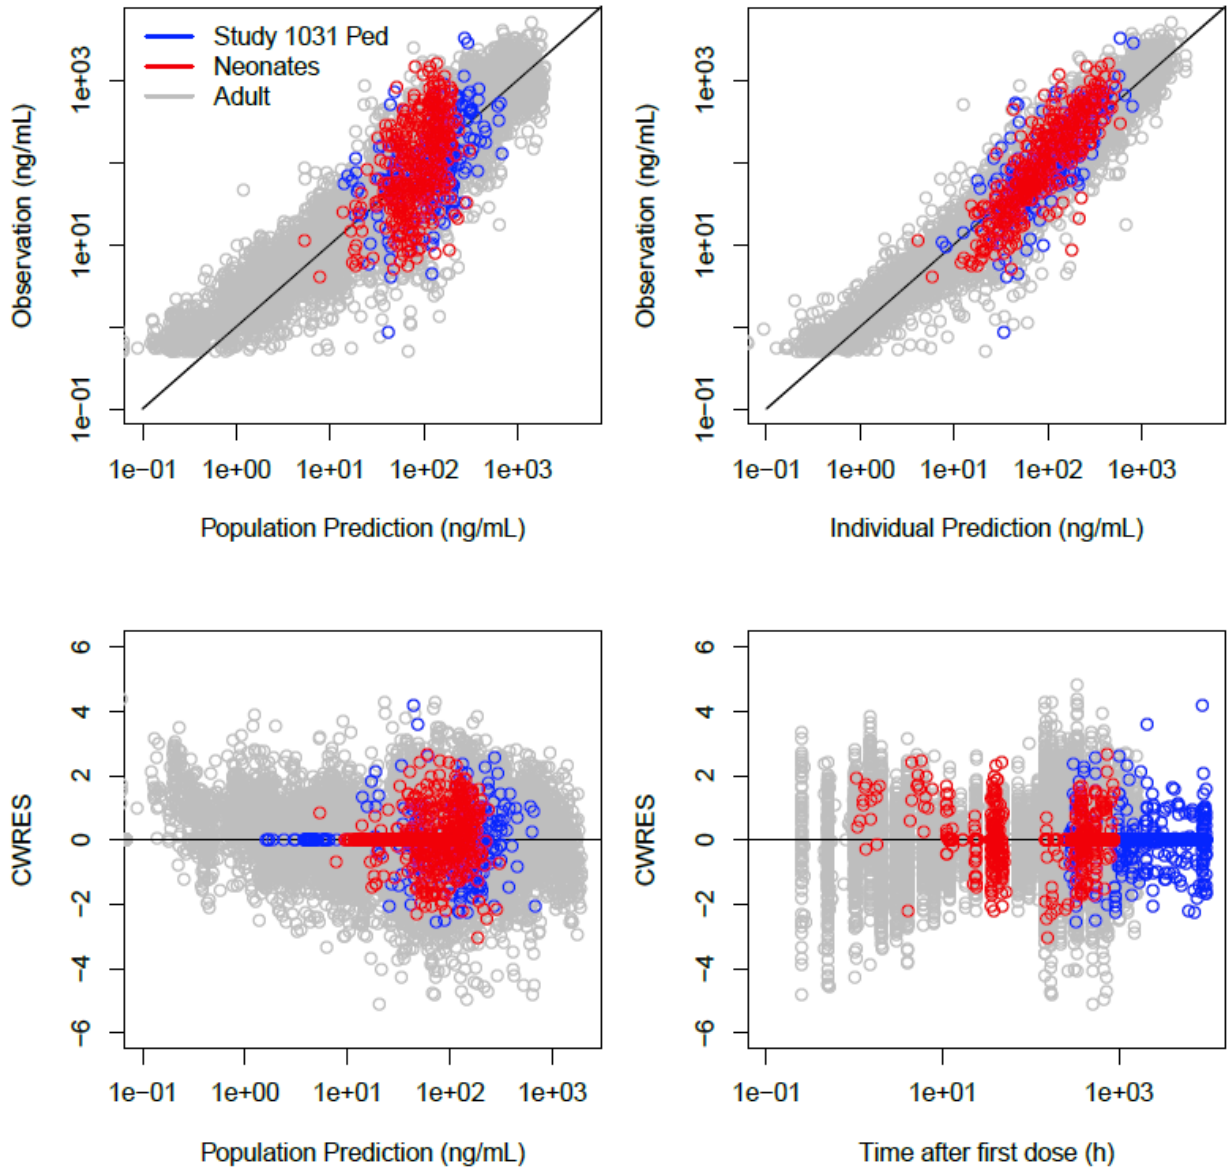 Study 1031 Ped
Neonates
Adult
Observation (ng/mL)
1e+03
1e+01
1e−01
1e−01 1e+00 1e+01 1e+02 1e+03
Population Prediction (ng/mL)
Observation (ng/mL)
1e+03
1e+01
1e−01
1e−01 1e+00 1e+01 1e+02 1e+03
Individual Prediction (ng/mL)
CWRES
6
4
2
0
−2
−4
−6
1e−01 1e+00 1e+01 1e+02 1e+03
Population Prediction (ng/mL)
CWRES
6
4
2
0
−2
−4
−6
1e−01 1e+01 1e+03
Time after first dose (h)